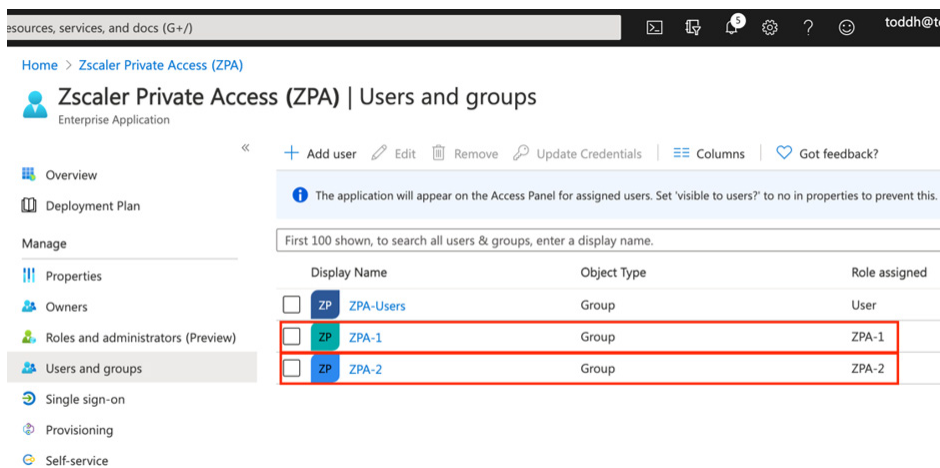 esources, services, and docs (G+/)
5
toddh@t
Home > Zscaler Private Access (ZPA)
Zscaler Private Access (ZPA) | Users and groups
Enterprise Application
«
Overview
Deployment Plan
Manage
Properties
Owners
Roles and administrators (Preview)
Users and groups
Single sign-on
Provisioning
Self-service
+ Add user Edit Remove Update Credentials Columns Got feedback?
The application will appear on the Access Panel for assigned users. Set 'visible to users?' to no in properties to prevent this.
First 100 shown, to search all users & groups, enter a display name.
Display Name Object Type Role assigned
ZP ZPA-Users Group User
ZP ZPA-1 Group ZPA-1
ZP ZPA-2 Group ZPA-2